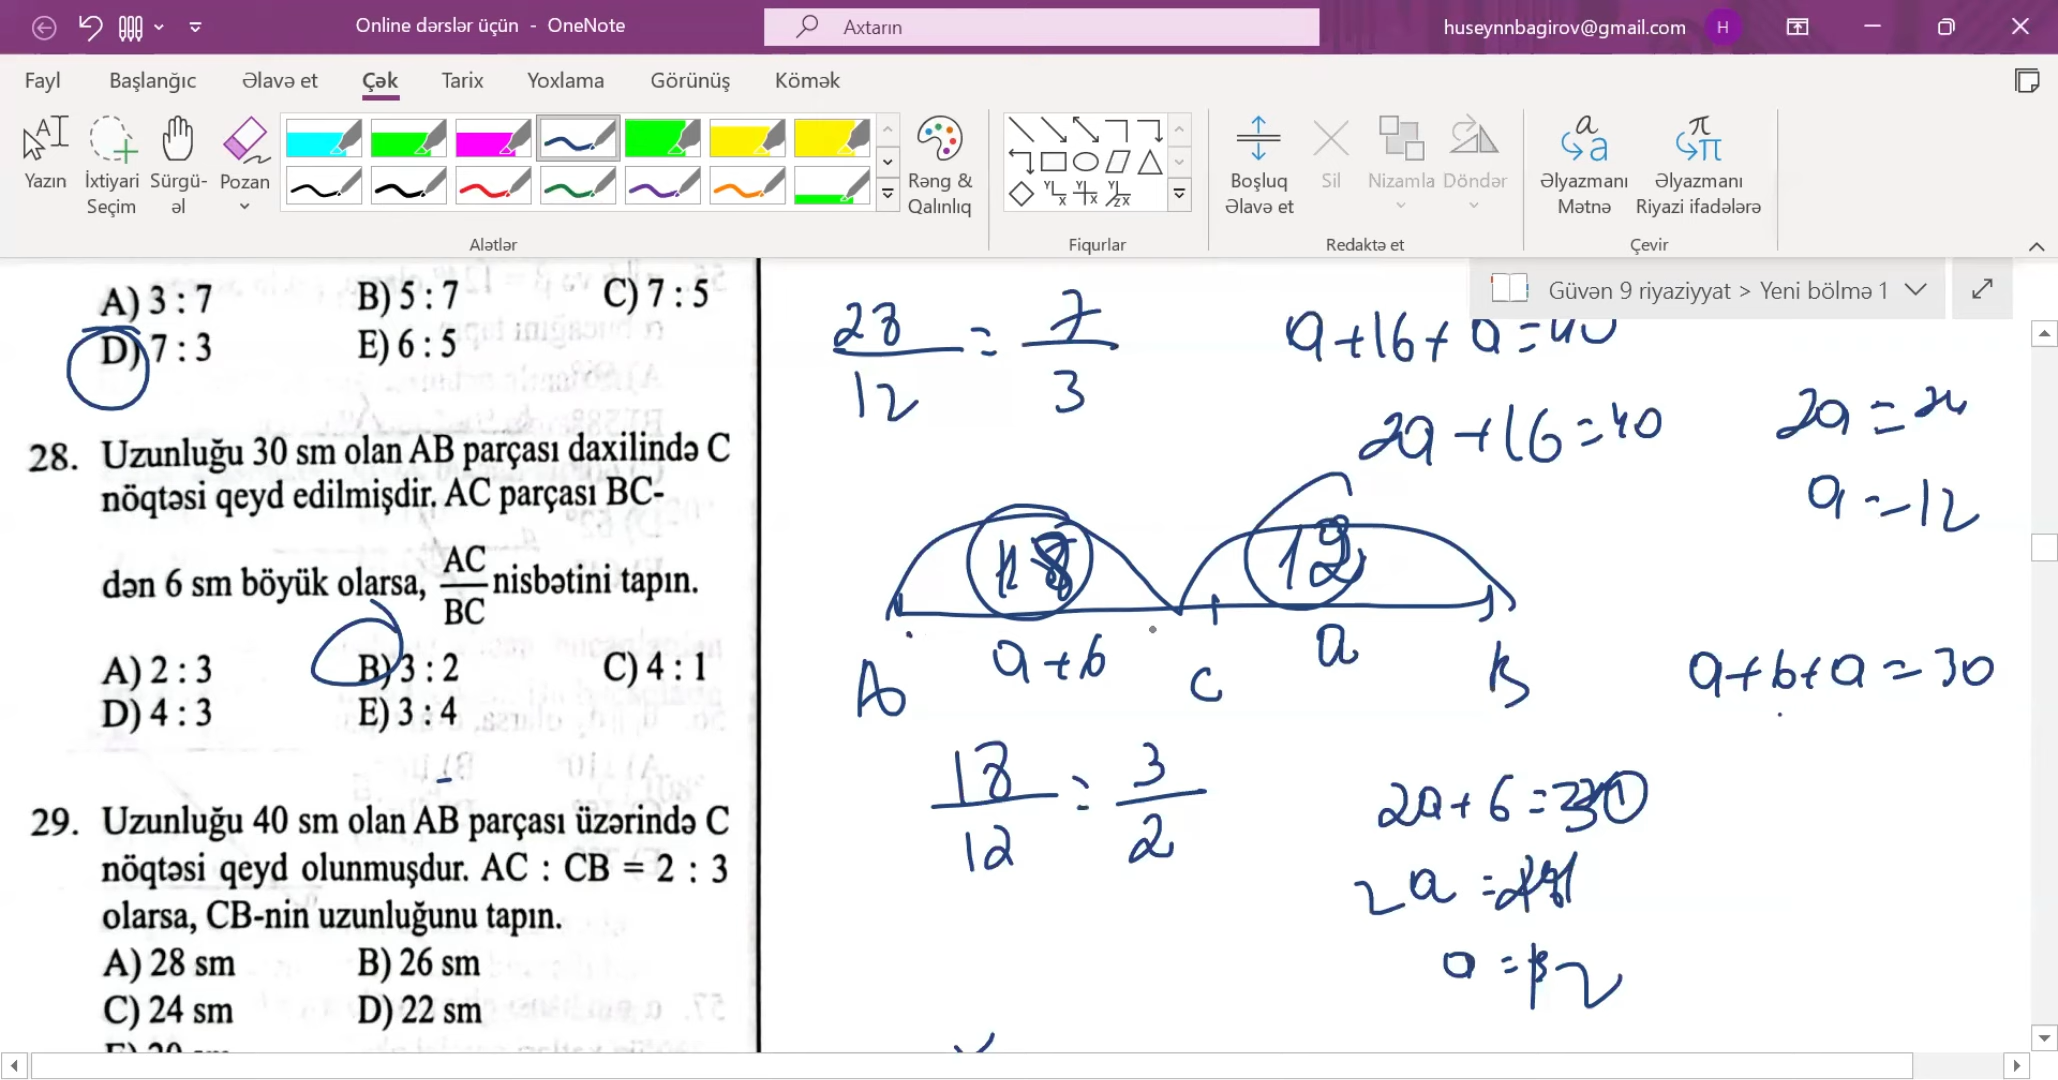 Online dərslər üçün - OneNote
Axtarın
huseynnbagirov@gmail.com H
Fayl Başlanğıc Əlavə et Çək Tarix Yoxlama Görünüş Kömək
Yazın
İxtiyari Seçim
Sürgü-əl
Pozan
Rəng & Qalınlıq
Boşluq Əlavə et
Sil
Nizamla
Döndər
Əlyazmanı Mətnə
Əlyazmanı Riyazi ifadələrə
Alətlər Fiqurlar Redaktə et Çevir
Güvən 9 riyaziyyat > Yeni bölmə 1
A) 3 : 7 B) 5 : 7 C) 7 : 5
D) 7 : 3 E) 6 : 5
28. Uzunluğu 30 sm olan AB parçası daxilində C
nöqtəsi qeyd edilmişdir. AC parçası BC-
dən 6 sm böyük olarsa, AC/BC nisbətini tapın.
A) 2 : 3 B) 3 : 2 C) 4 : 1
D) 4 : 3 E) 3 : 4
29. Uzunluğu 40 sm olan AB parçası üzərində C
nöqtəsi qeyd olunmuşdur. AC : CB = 2 : 3
olarsa, CB-nin uzunluğunu tapın.
A) 28 sm B) 26 sm
C) 24 sm D) 22 sm
28/12 = 7/3
a+16+a=40
2a+16=40
2a=24
a=12
18 12
a+6 a
A C B
a+6+a=30
18/12 = 3/2
2a+6=30